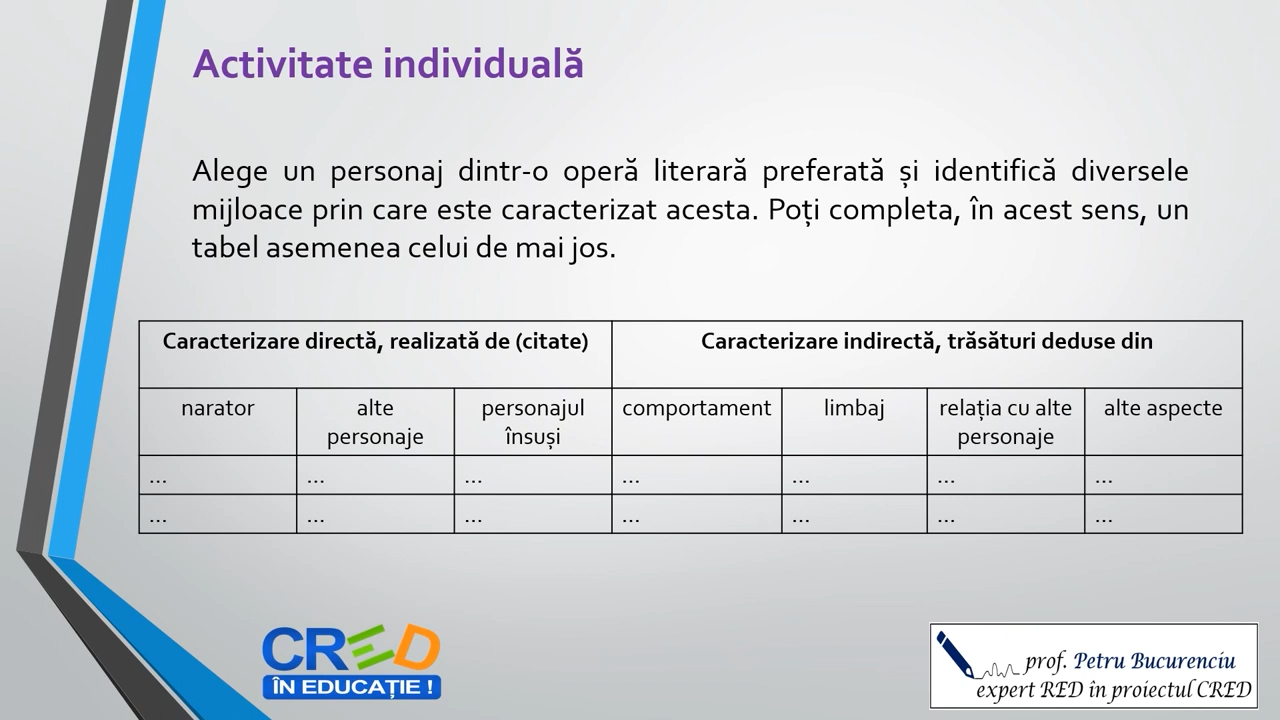 Activitate individuală
Alege un personaj dintr-o operă literară preferată și identifică diversele
mijloace prin care este caracterizat acesta. Poți completa, în acest sens, un
tabel asemenea celui de mai jos.
Caracterizare directă, realizată de (citate) Caracterizare indirectă, trăsături deduse din
narator alte personaje personajul însuși comportament limbaj relația cu alte personaje alte aspecte
... ... ... ... ... ... ...
... ... ... ... ... ... ...
CRED
ÎN EDUCAȚIE !
prof. Petru Bucurenciu
expert RED în proiectul CRED